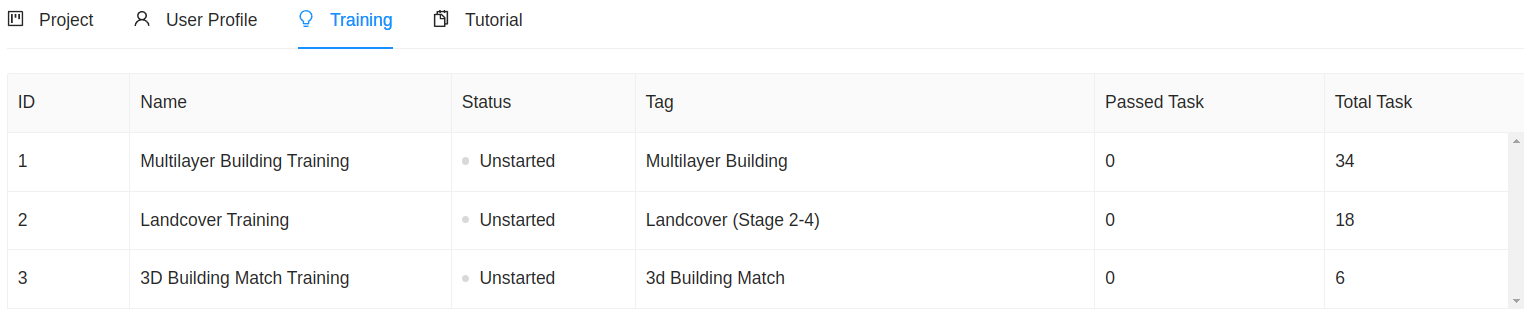 Project User Profile Training Tutorial
ID Name Status Tag Passed Task Total Task
1 Multilayer Building Training Unstarted Multilayer Building 0 34
2 Landcover Training Unstarted Landcover (Stage 2-4) 0 18
3 3D Building Match Training Unstarted 3d Building Match 0 6